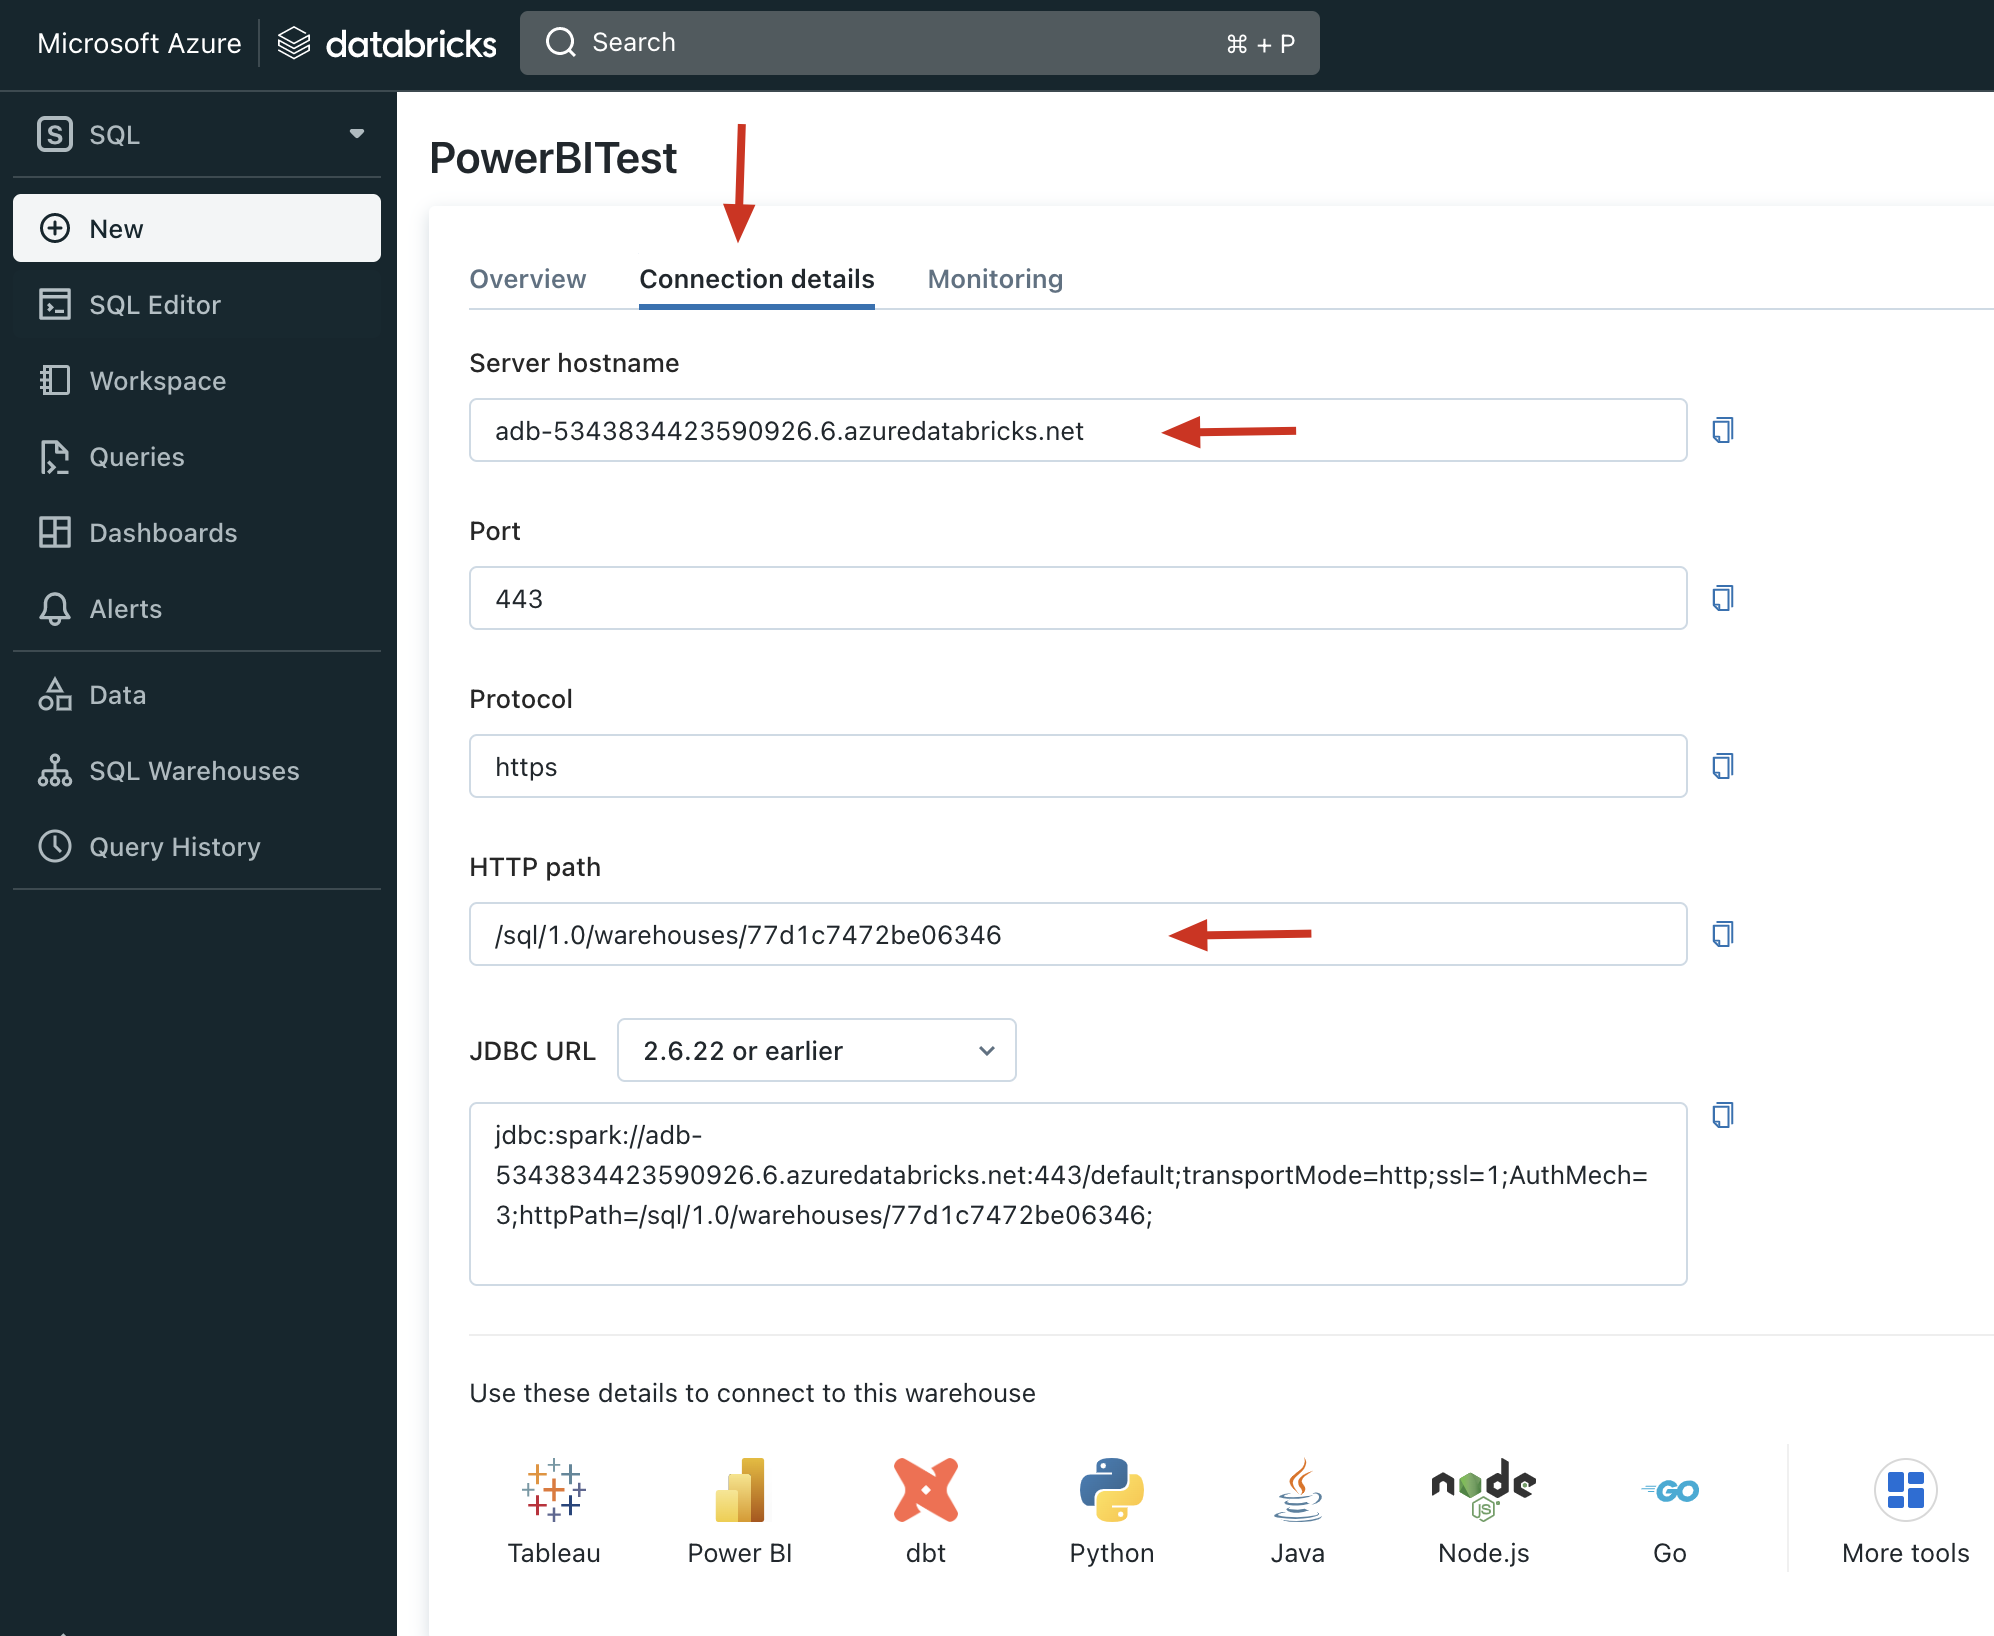 Microsoft Azure databricks Search ⌘ + P
S SQL
New
SQL Editor
Workspace
Queries
Dashboards
Alerts
Data
SQL Warehouses
Query History
PowerBITest
Overview Connection details Monitoring
Server hostname
adb-5343834423590926.6.azuredatabricks.net
Port
443
Protocol
https
HTTP path
/sql/1.0/warehouses/77d1c7472be06346
JDBC URL 2.6.22 or earlier
jdbc:spark://adb-
5343834423590926.6.azuredatabricks.net:443/default;transportMode=http;ssl=1;AuthMech=
3;httpPath=/sql/1.0/warehouses/77d1c7472be06346;
Use these details to connect to this warehouse
node
JS
GO
Tableau Power BI dbt Python Java Node.js Go More tools